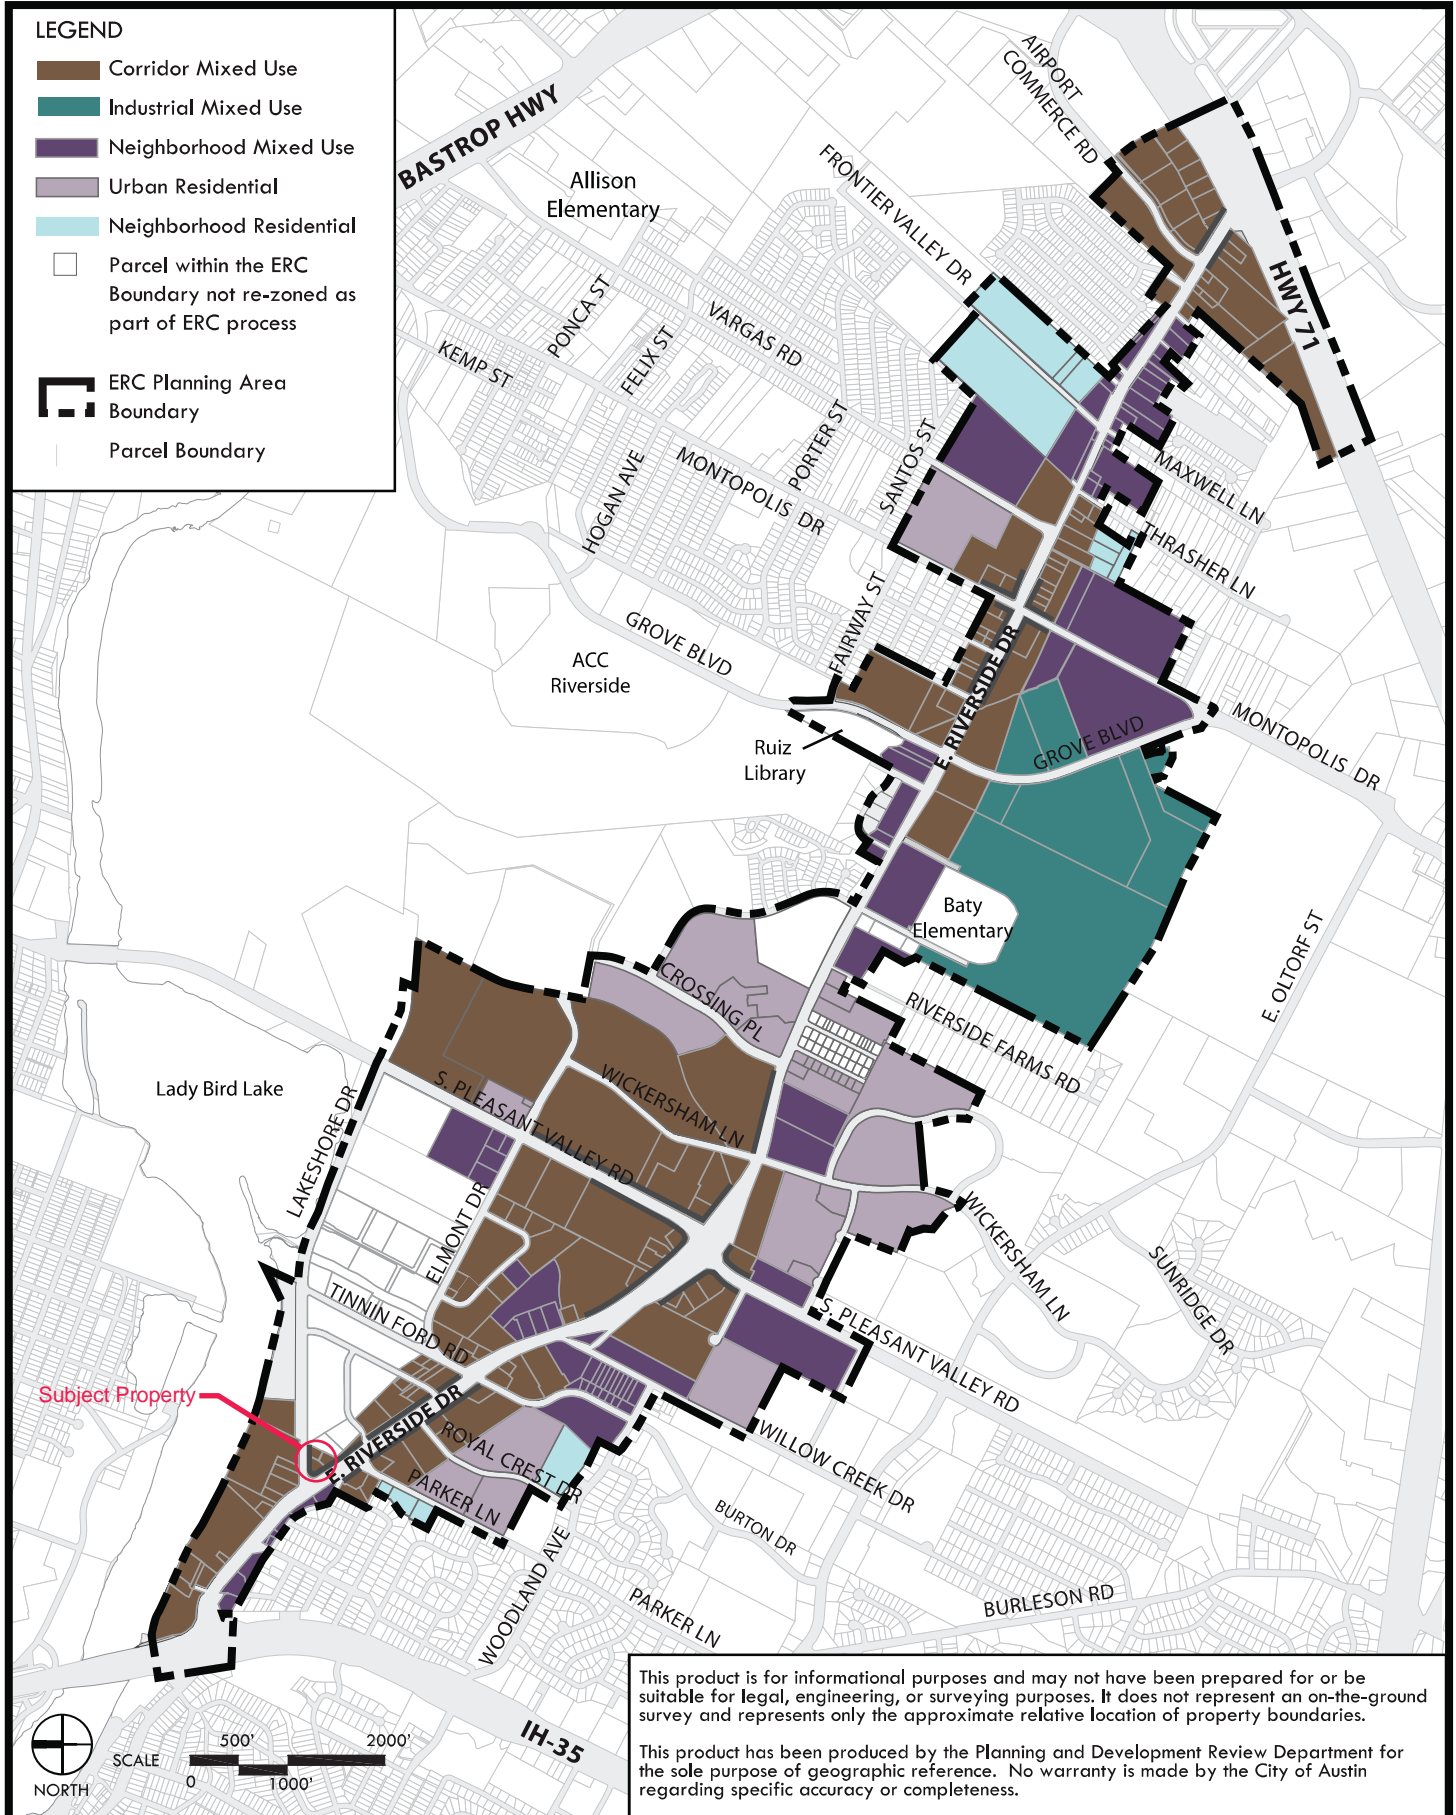 LEGEND
Corridor Mixed Use
Industrial Mixed Use
Neighborhood Mixed Use
Urban Residential
Neighborhood Residential
Parcel within the ERC
Boundary not re-zoned as
part of ERC process
ERC Planning Area
Boundary
Parcel Boundary
BASTROP HWY
AIRPORT
COMMERCE RD
Allison
Elementary
FRONTIER VALLEY DR
HWY 71
PONCA ST
VARGAS RD
FELIX ST
KEMP ST
PORTER ST
SANTOS ST
MONTOPOLIS DR
HOGAN AVE
MAXWELL LN
THRASHER LN
FAIRWAY ST
GROVE BLVD
ACC
Riverside
E. RIVERSIDE DR
Ruiz
Library
GROVE BLVD
MONTOPOLIS DR
Baty
Elementary
E. OLTORF ST
CROSSING PL
RIVERSIDE FARMS RD
Lady Bird Lake
LAKESHORE DR
S. PLEASANT VALLEY RD
WICKERSHAM LN
ELMONT DR
WICKERSHAM LN
SUNRIDGE DR
TINNIN FORD RD
S. PLEASANT VALLEY RD
Subject Property
E. RIVERSIDE DR
ROYAL CREST DR
PARKER LN
WILLOW CREEK DR
BURTON DR
WOODLAND AVE
PARKER LN
BURLESON RD
IH-35
NORTH
SCALE
500'
2000'
0
1000'
This product is for informational purposes and may not have been prepared for or be
suitable for legal, engineering, or surveying purposes. It does not represent an on-the-ground
survey and represents only the approximate relative location of property boundaries.
This product has been produced by the Planning and Development Review Department for
the sole purpose of geographic reference. No warranty is made by the City of Austin
regarding specific accuracy or completeness.